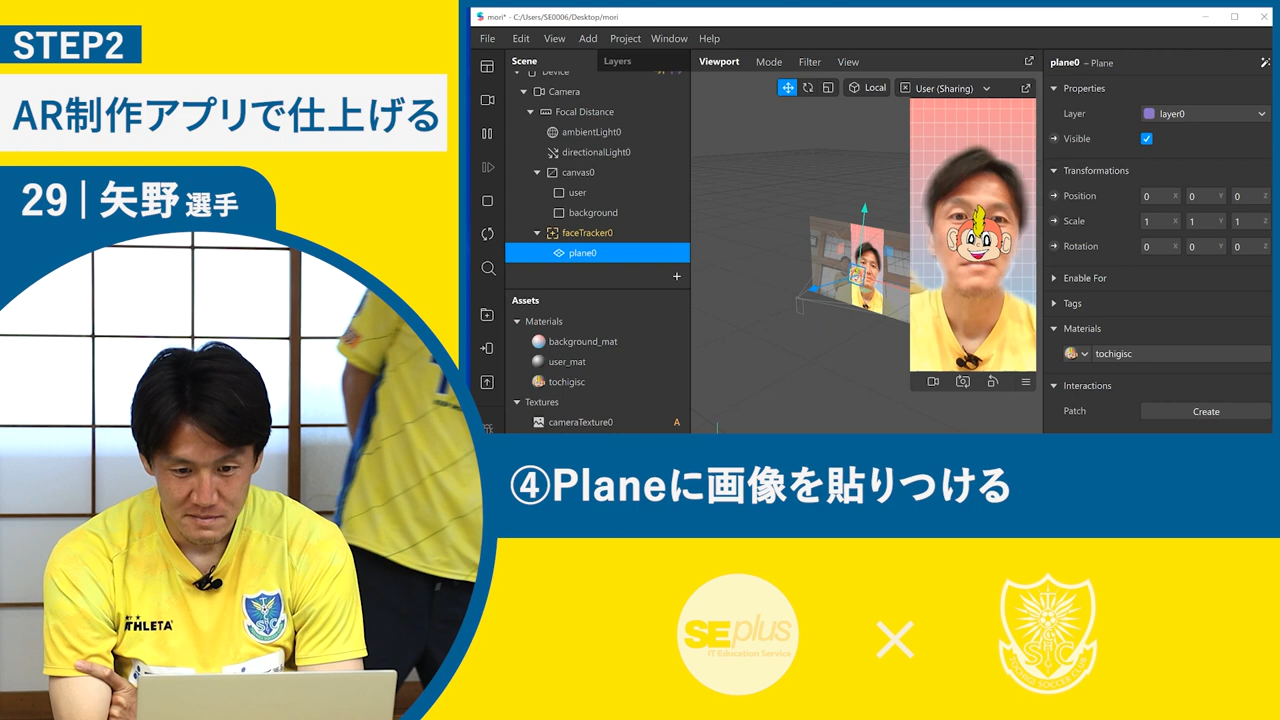 STEP2
AR制作アプリで仕上げる
29|矢野 選手
ATHLETA
mori* - C:/Users/SE0006/Desktop/mori
File Edit View Add Project Window Help
Scene Layers
Device
Camera
Focal Distance
ambientLight0
directionalLight0
canvas0
user
background
faceTracker0
plane0
Assets
Materials
background_mat
user_mat
tochigisc
Textures
cameraTexture0 A
Viewport Mode Filter View
Local User (Sharing)
plane0 – Plane
Properties
Layer layer0
Visible
Transformations
Position 0 X 0 Y 0 Z
Scale 1 X 1 Y 1 Z
Rotation 0 X 0 Y 0 Z
Enable For
Tags
Materials
tochigisc
Interactions
Patch Create
④Planeに画像を貼りつける
SEplus
IT Education Service
×
TSC
TOCHIGI SOCCER CLUB